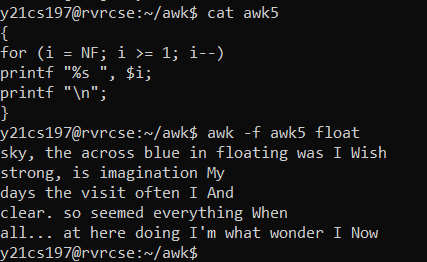 y21cs197@rvrcse:~/awk$ cat awk5
{
for (i = NF; i >= 1; i--)
printf "%s ", $i;
printf "\n";
}
y21cs197@rvrcse:~/awk$ awk -f awk5 float
sky, the across blue in floating was I Wish
strong, is imagination My
days the visit often I And
clear. so seemed everything When
all... at here doing I'm what wonder I Now
y21cs197@rvrcse:~/awk$